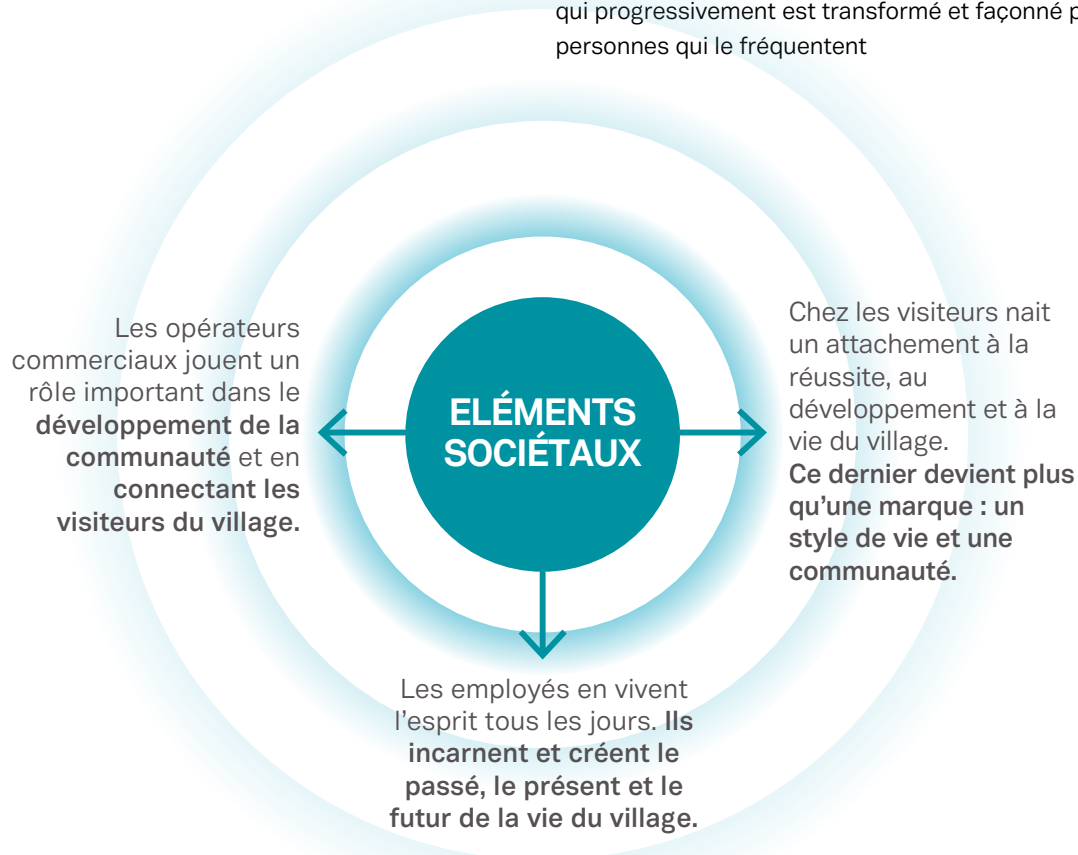 qui progressivement est transformé et façonné p
personnes qui le fréquentent
Les opérateurs
commerciaux jouent un
rôle important dans le
développement de la
communauté et en
connectant les
visiteurs du village.
ELÉMENTS
SOCIÉTAUX
Chez les visiteurs nait
un attachement à la
réussite, au
développement et à la
vie du village.
Ce dernier devient plus
qu’une marque : un
style de vie et une
communauté.
Les employés en vivent
l’esprit tous les jours. Ils
incarnent et créent le
passé, le présent et le
futur de la vie du village.